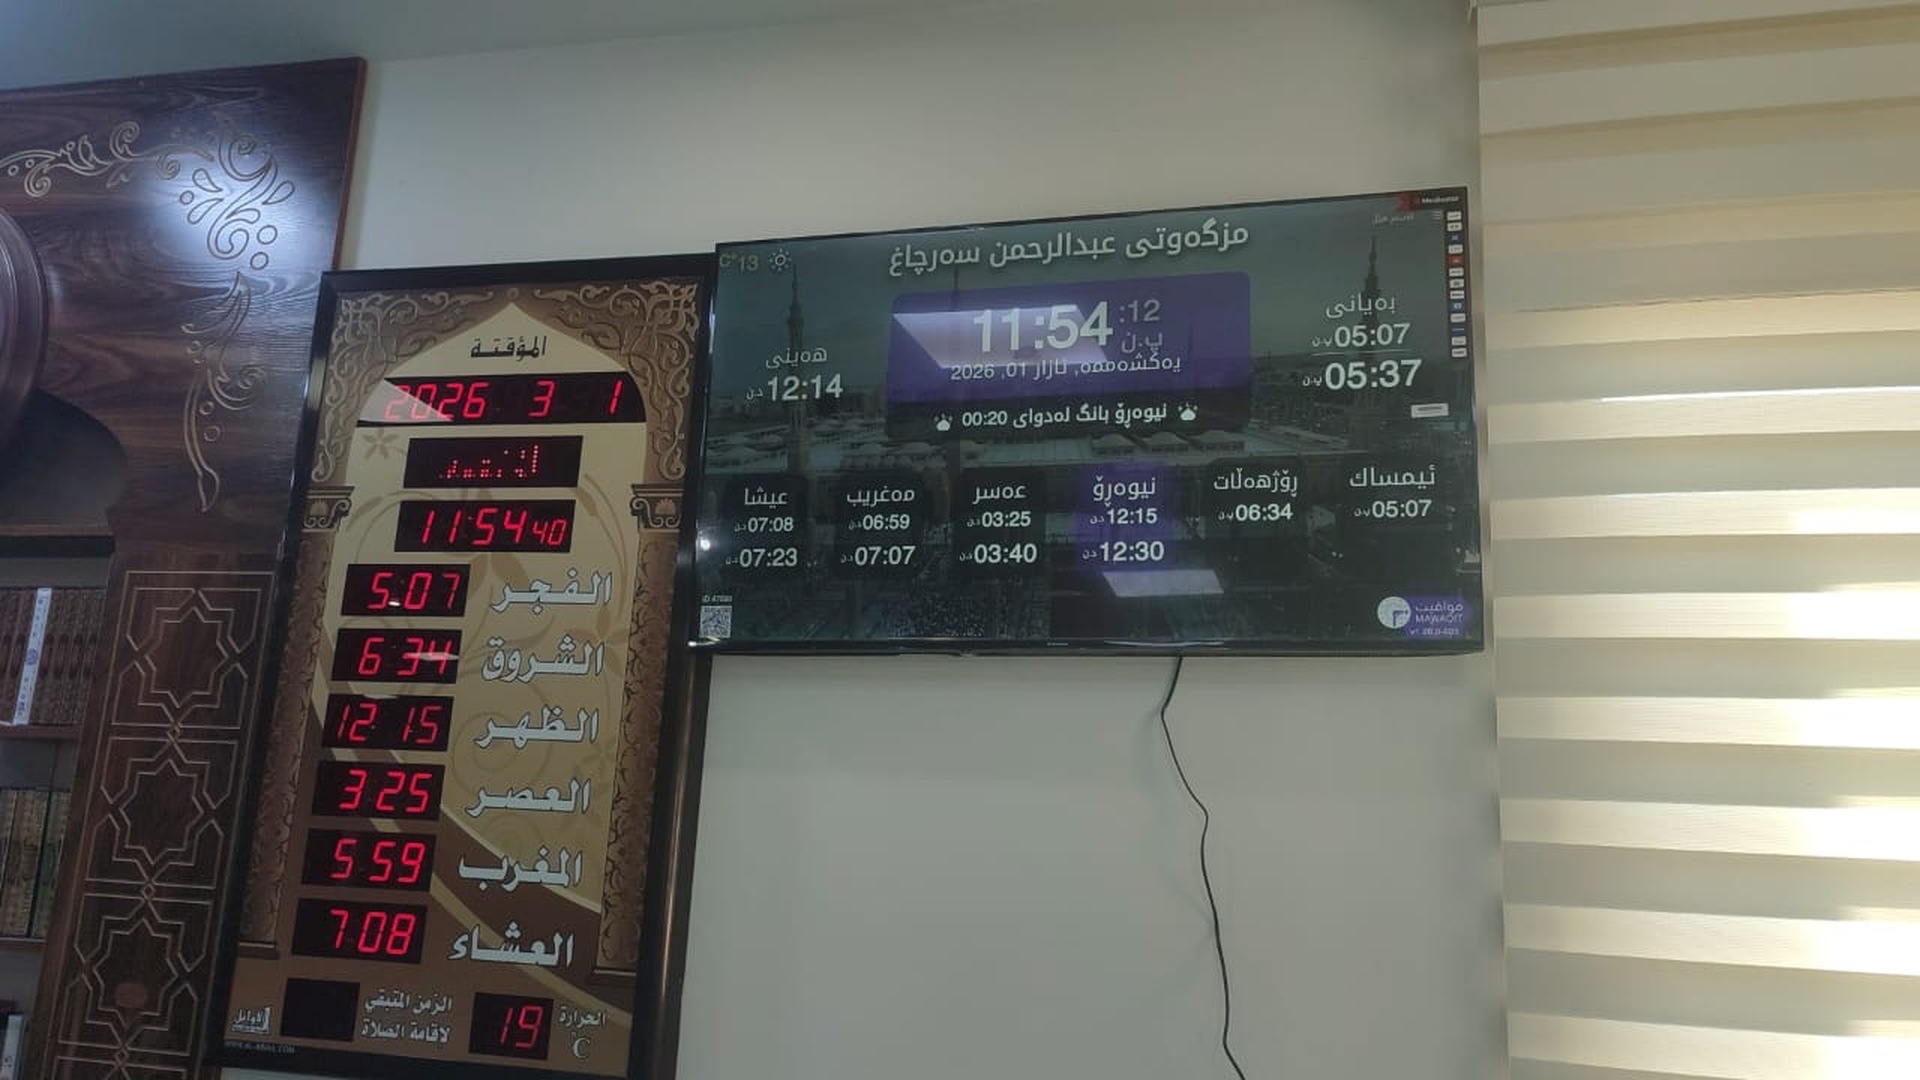 المؤقتة
2026 3 1
11:54 40
5:07 الفجر
6 34 الشروق
12 15 الظهر
3 25 العصر
5 59 المغرب
7 08 العشاء
الزمن المتبقي
لاقامة الصلاة
19 الحرارة
C
الاوائل
مزگەوتی عبدالرحمن سەرچاغ
C°13
11:54 :12
پ.ن
یەکشەممە, ئازار 01, 2026
نیوەڕۆ بانگ لەدوای 00:20
بەیانی
05:07 پ.ن
05:37 پ.ن
هەینی
12:14 د.ن
ئیمساك
05:07 پ.ن
ڕۆژهەڵات
06:34 پ.ن
نیوەڕۆ
12:15 د.ن
12:30 د.ن
عەسر
03:25 د.ن
03:40 د.ن
مەغریب
06:59 د.ن
07:07 د.ن
عیشا
07:08 د.ن
07:23 د.ن
مواقيت
MAWAQIT